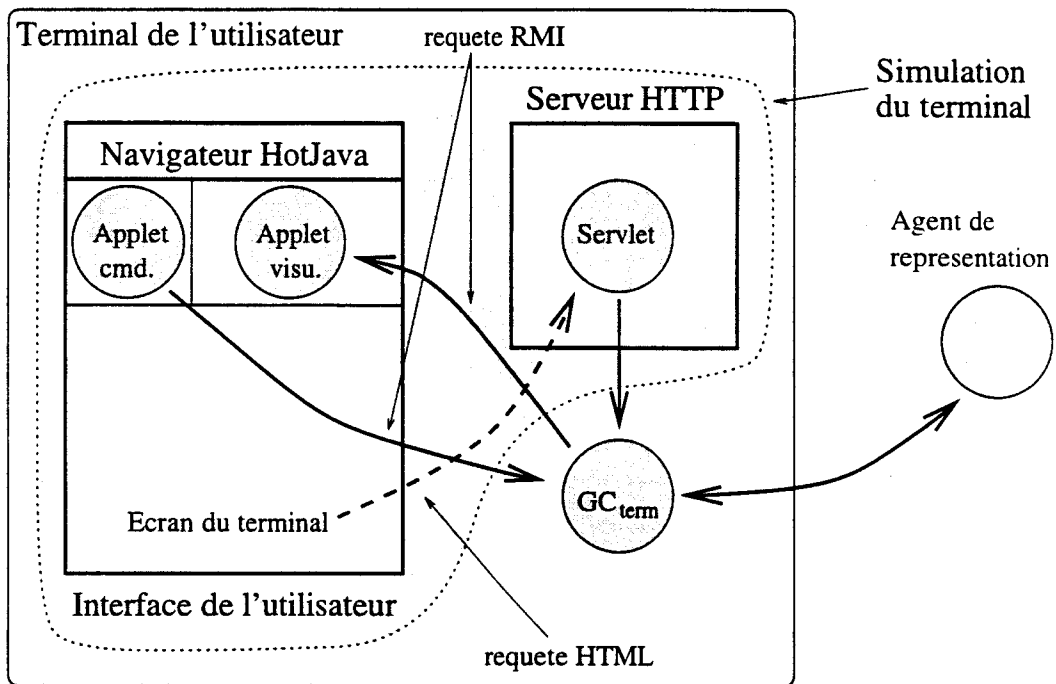 Terminal de l'utilisateur
requete RMI
Simulation
du terminal
Serveur HTTP
Navigateur HotJava
Applet
cmd.
Applet
visu.
Servlet
Agent de
representation
GC term
Ecran du terminal
Interface de l'utilisateur
requete HTML